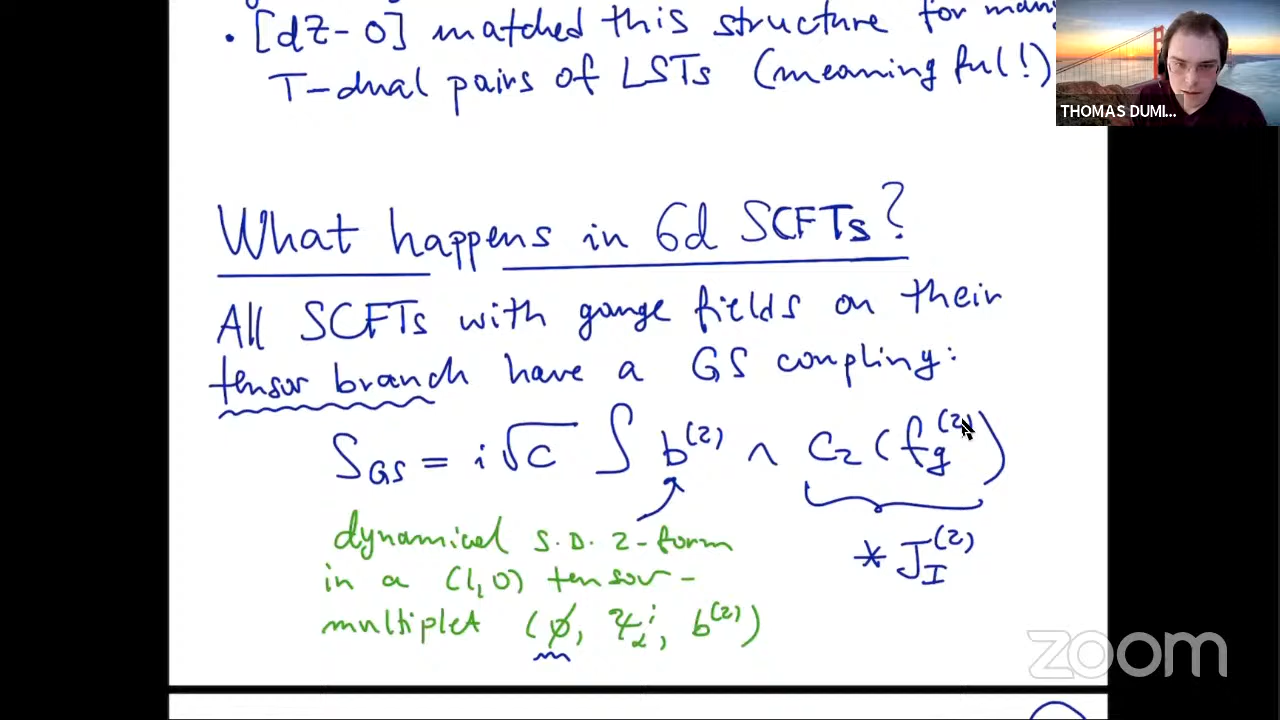 • [dZ-O] matched this structure for many
T-dual pairs of LSTs (meaningful!)
THOMAS DUMI...
What happens in 6d SCFTs?
All SCFTs with gauge fields on their
tensor branch have a GS coupling:
S_GS = i √c ∫ b^(2) ∧ c_2 (f_g^(2))
dynamical S.D. 2-form
in a (1,0) tensor-
multiplet (φ, ψ^i_α, b^(2))
* J_I^(2)
zoom